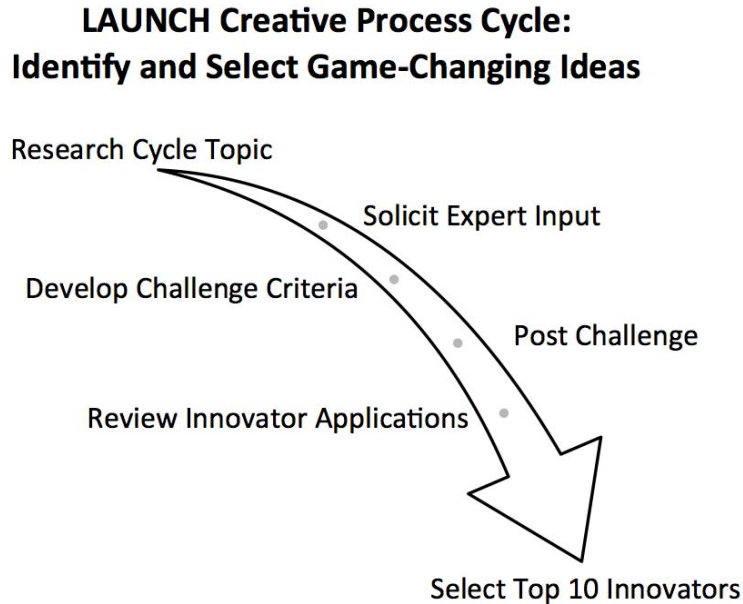 LAUNCH Creative Process Cycle:
Identify and Select Game-Changing Ideas
Research Cycle Topic
Solicit Expert Input
Develop Challenge Criteria
Post Challenge
Review Innovator Applications
Select Top 10 Innovators